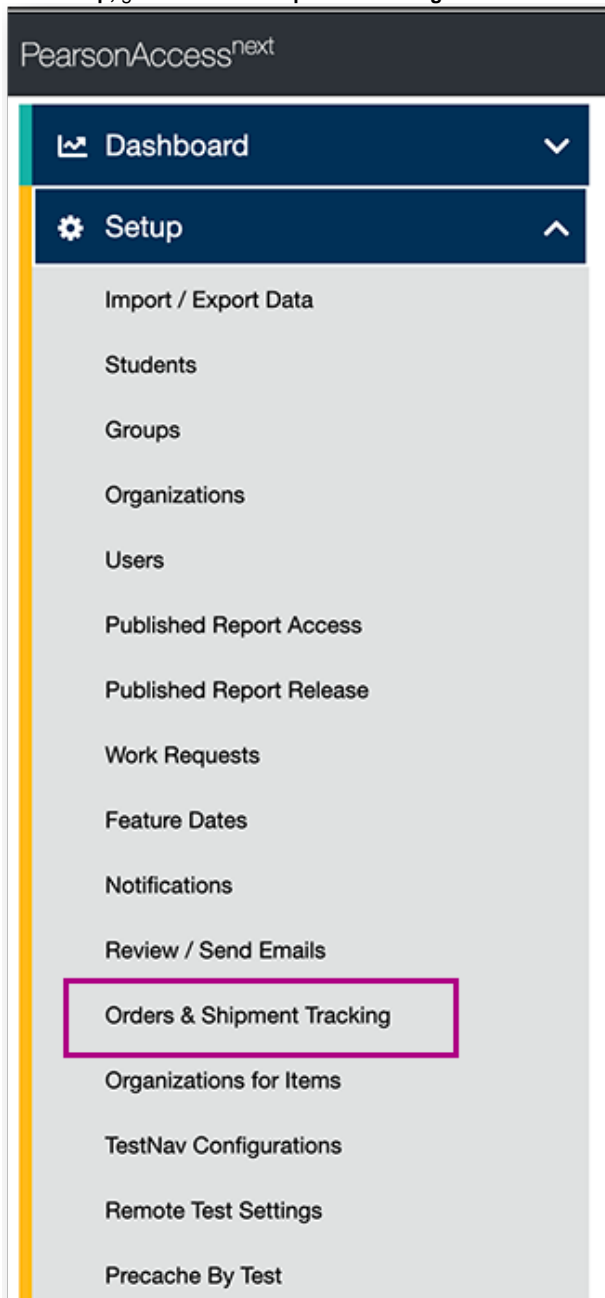 PearsonAccessnext
Dashboard
Setup
Import / Export Data
Students
Groups
Organizations
Users
Published Report Access
Published Report Release
Work Requests
Feature Dates
Notifications
Review / Send Emails
Orders & Shipment Tracking
Organizations for Items
TestNav Configurations
Remote Test Settings
Precache By Test